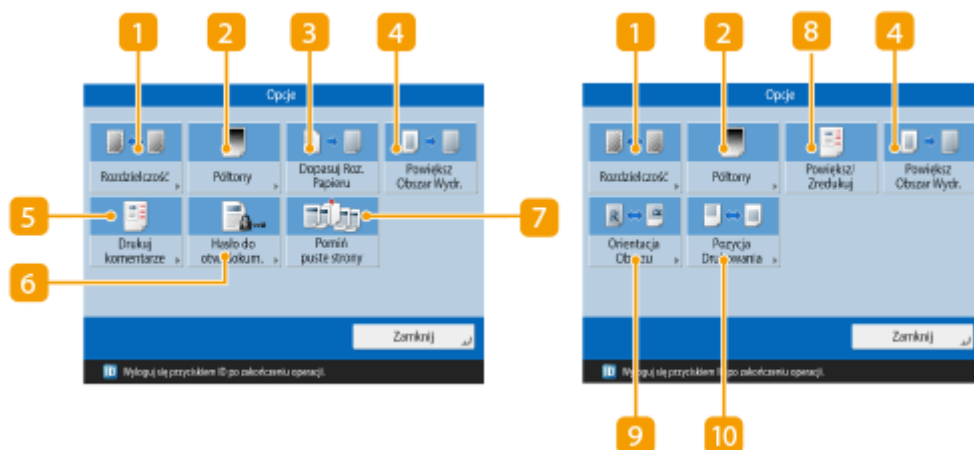 1 2 3 4
Opcje
Rozdzielczość Półtony Dopasuj Roz. Papieru Powiększ Obszar Wydr.
5 Drukuj komentarze Hasło do otw. dokum. Pomiń puste strony 7
6
Zamknij
ID Wyloguj się przyciskiem ID po zakończeniu operacji.
1 2 8 4
Opcje
Rozdzielczość Półtony Powiększ/ Zredukuj Powiększ Obszar Wydr.
Orientacja Obrazu Pozycja Drukowania
Zamknij
ID Wyloguj się przyciskiem ID po zakończeniu operacji.
9 10